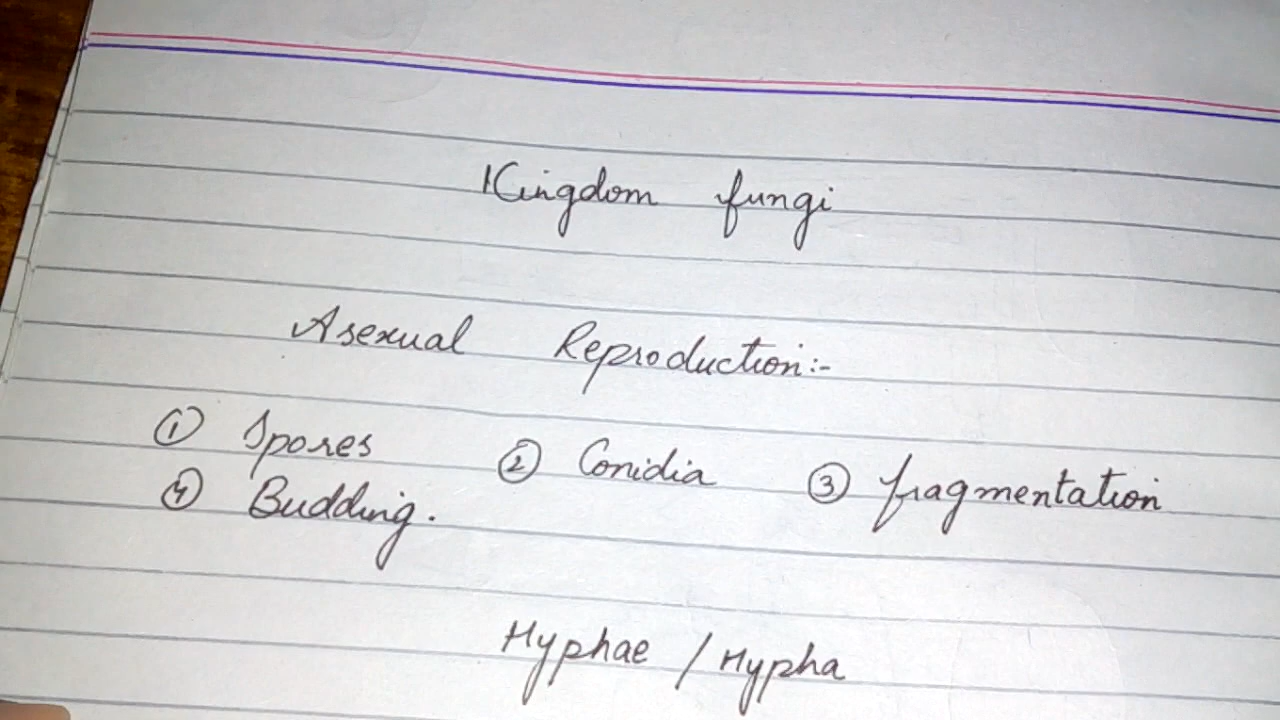 Kingdom fungi
Asexual Reproduction:-
① Spores ② Conidia ③ fragmentation
④ Budding.
Hyphae / Hypha